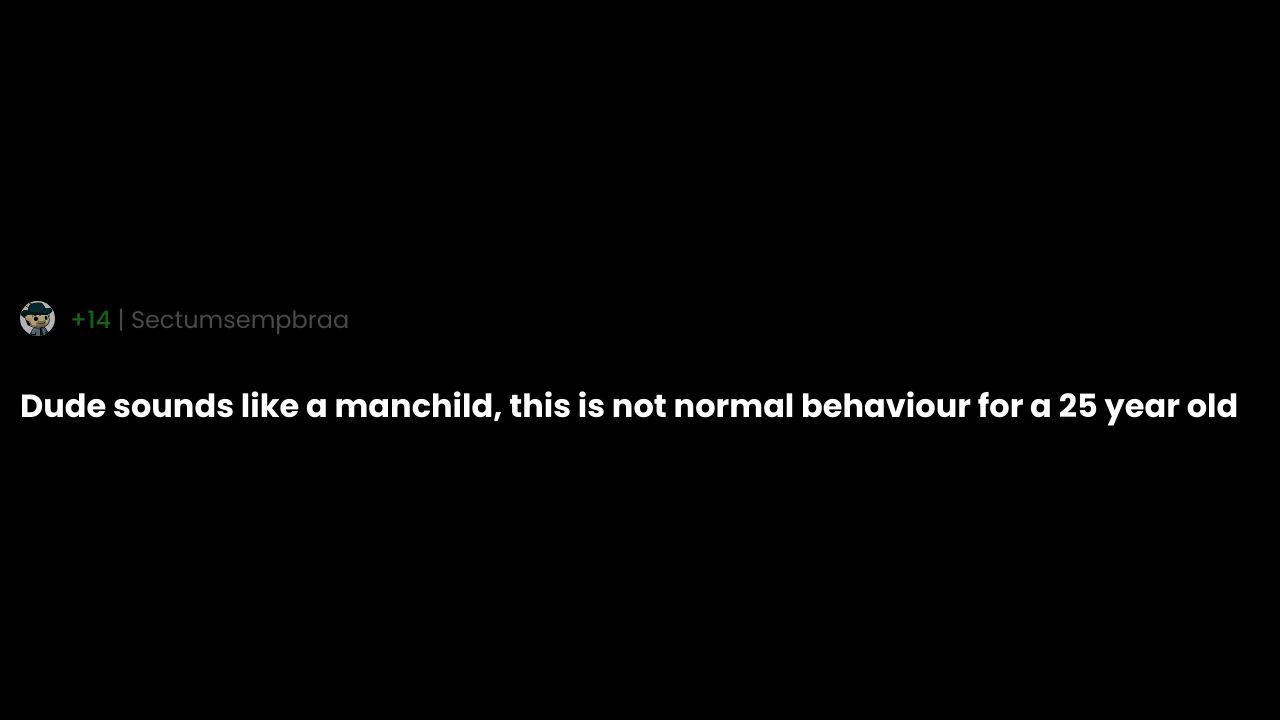 +14 | Sectumsempbraa
Dude sounds like a manchild, this is not normal behaviour for a 25 year old